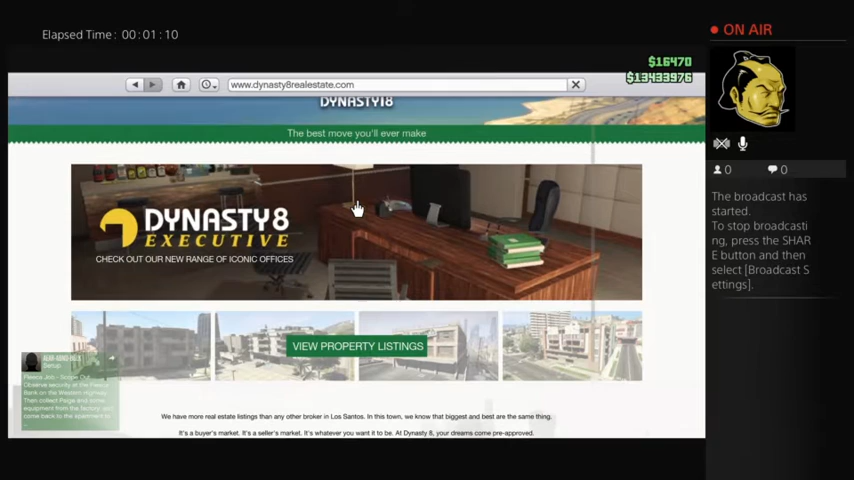 Elapsed Time: 00:01:10
ON AIR
$16470
$13433976
www.dynasty8realestate.com
DYNASTY8
The best move you'll ever make
DYNASTY8
EXECUTIVE
CHECK OUT OUR NEW RANGE OF ICONIC OFFICES
VIEW PROPERTY LISTINGS
We have more real estate listings than any other broker in Los Santos. In this town, we know that biggest and best are the same thing.
It's a buyer's market. It's a seller's market. It's whatever you want it to be. At Dynasty 8, your dreams come pre-approved.
Setup
Fleeca Job - Scope Out
Observe security at the Fleeca
Bank on the Western Highway.
Then collect Paige and some
equipment from the factory and
come back to the apartment to
0
0
The broadcast has
started.
To stop broadcasti
ng, press the SHAR
E button and then
select [Broadcast S
ettings].